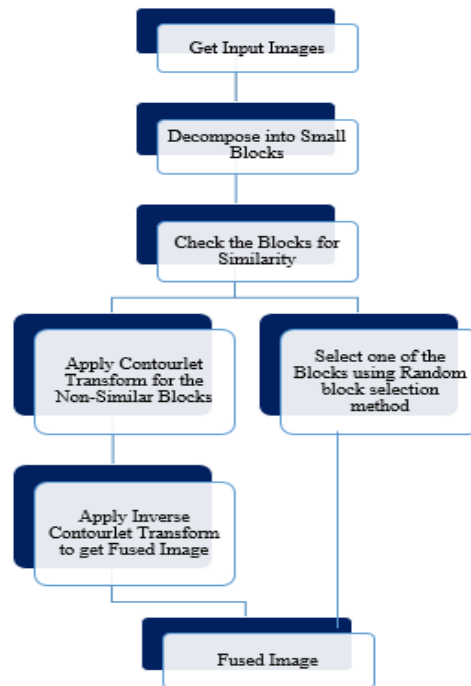 Get Input Images
Decompose into Small
Blocks
Check the Blocks for
Similarity
Apply Contourlet
Transform for the
Non-Similar Blocks
Select one of the
Blocks using Random
block selection
method
Apply Inverse
Contourlet Transform
to get Fused Image
Fused Image